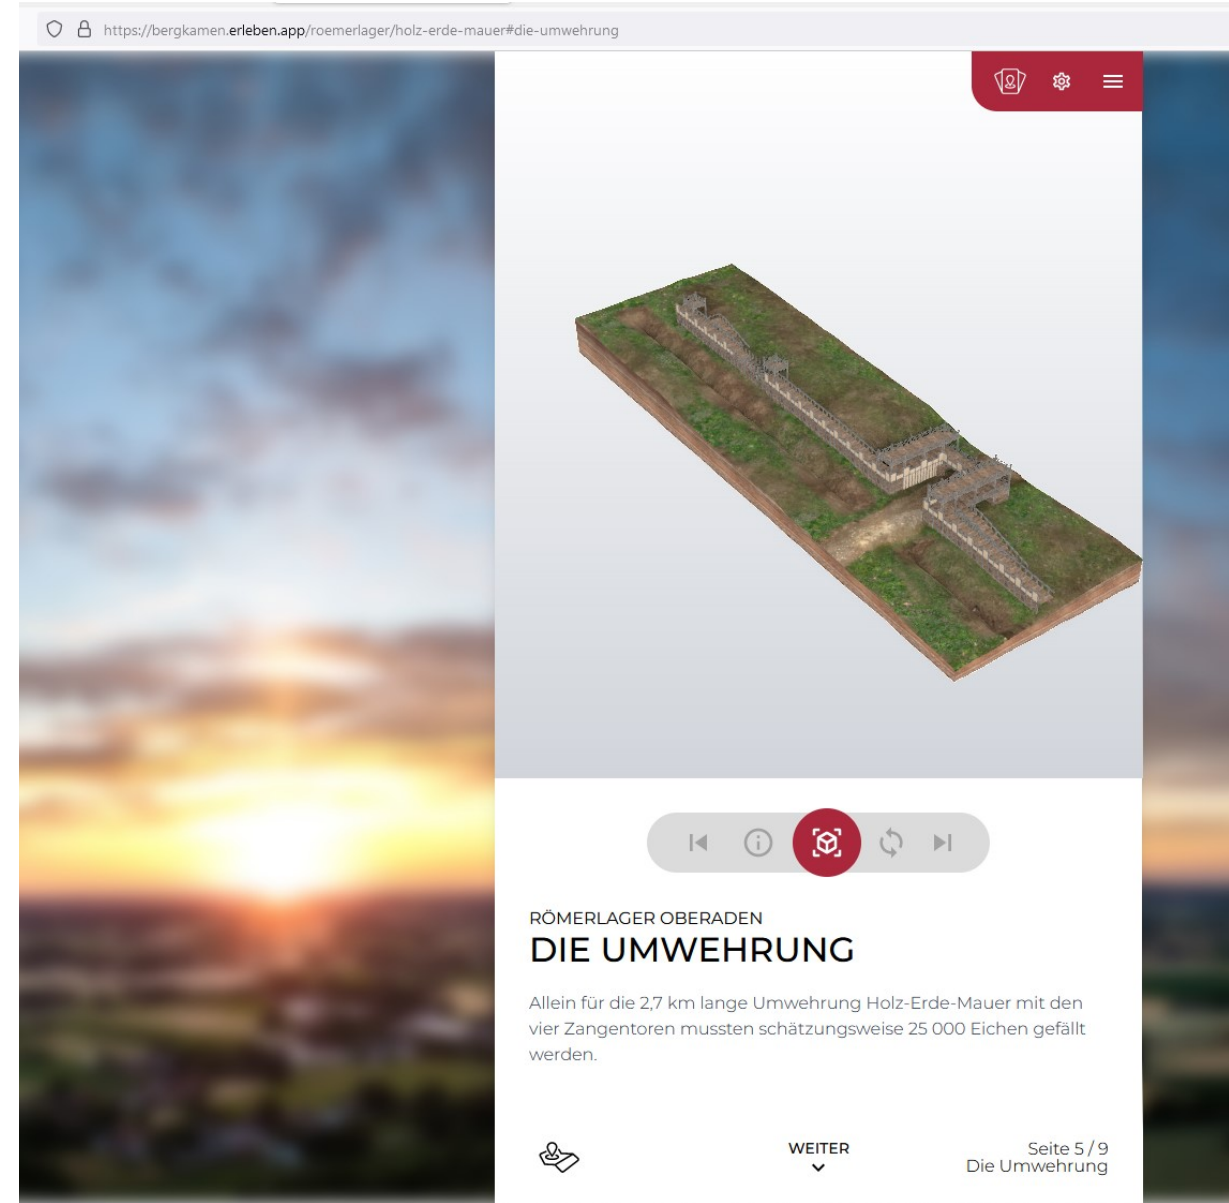 https://bergkamen.erleben.app/roemerlager/holz-erde-mauer#die-umwehrung
RÖMERLAGER OBERADEN
DIE UMWEHRUNG
Allein für die 2,7 km lange Umwehrung Holz-Erde-Mauer mit den
vier Zangentoren mussten schätzungsweise 25 000 Eichen gefällt
werden.
WEITER
Seite 5 / 9
Die Umwehrung